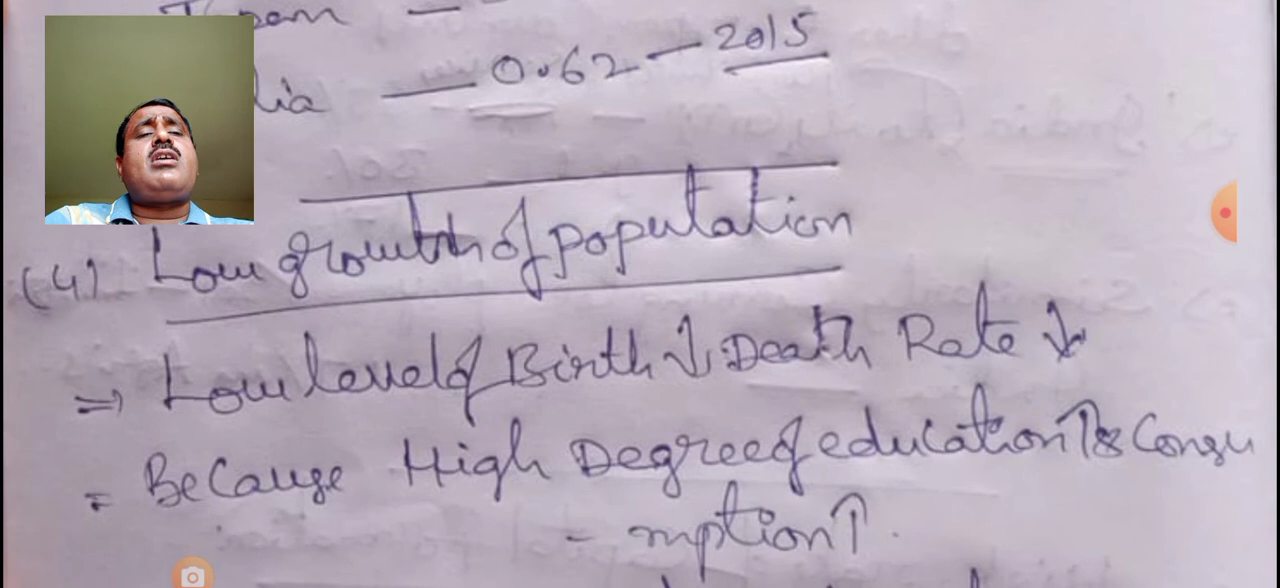 — 0.62 — 2015
(4) Low growth of population
⇒ Low level of Birth ↓ Death Rate ↓
= Because High Degree of education ↑ & Consu
- mption ↑.